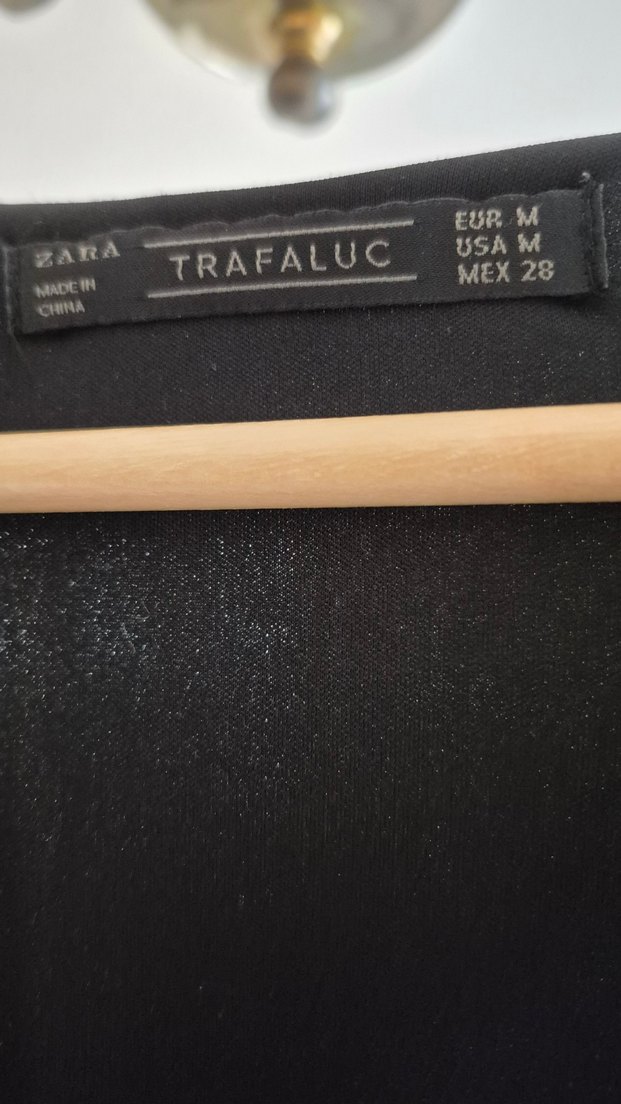 ZARA
MADE IN
CHINA
TRAFALUC
EUR M
USA M
MEX 28